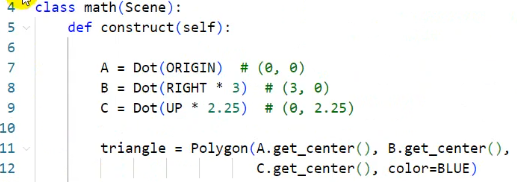 4 class math(Scene):
5 def construct(self):
6
7 A = Dot(ORIGIN) # (0, 0)
8 B = Dot(RIGHT * 3) # (3, 0)
9 C = Dot(UP * 2.25) # (0, 2.25)
10
11 triangle = Polygon(A.get_center(), B.get_center(),
12 C.get_center(), color=BLUE)